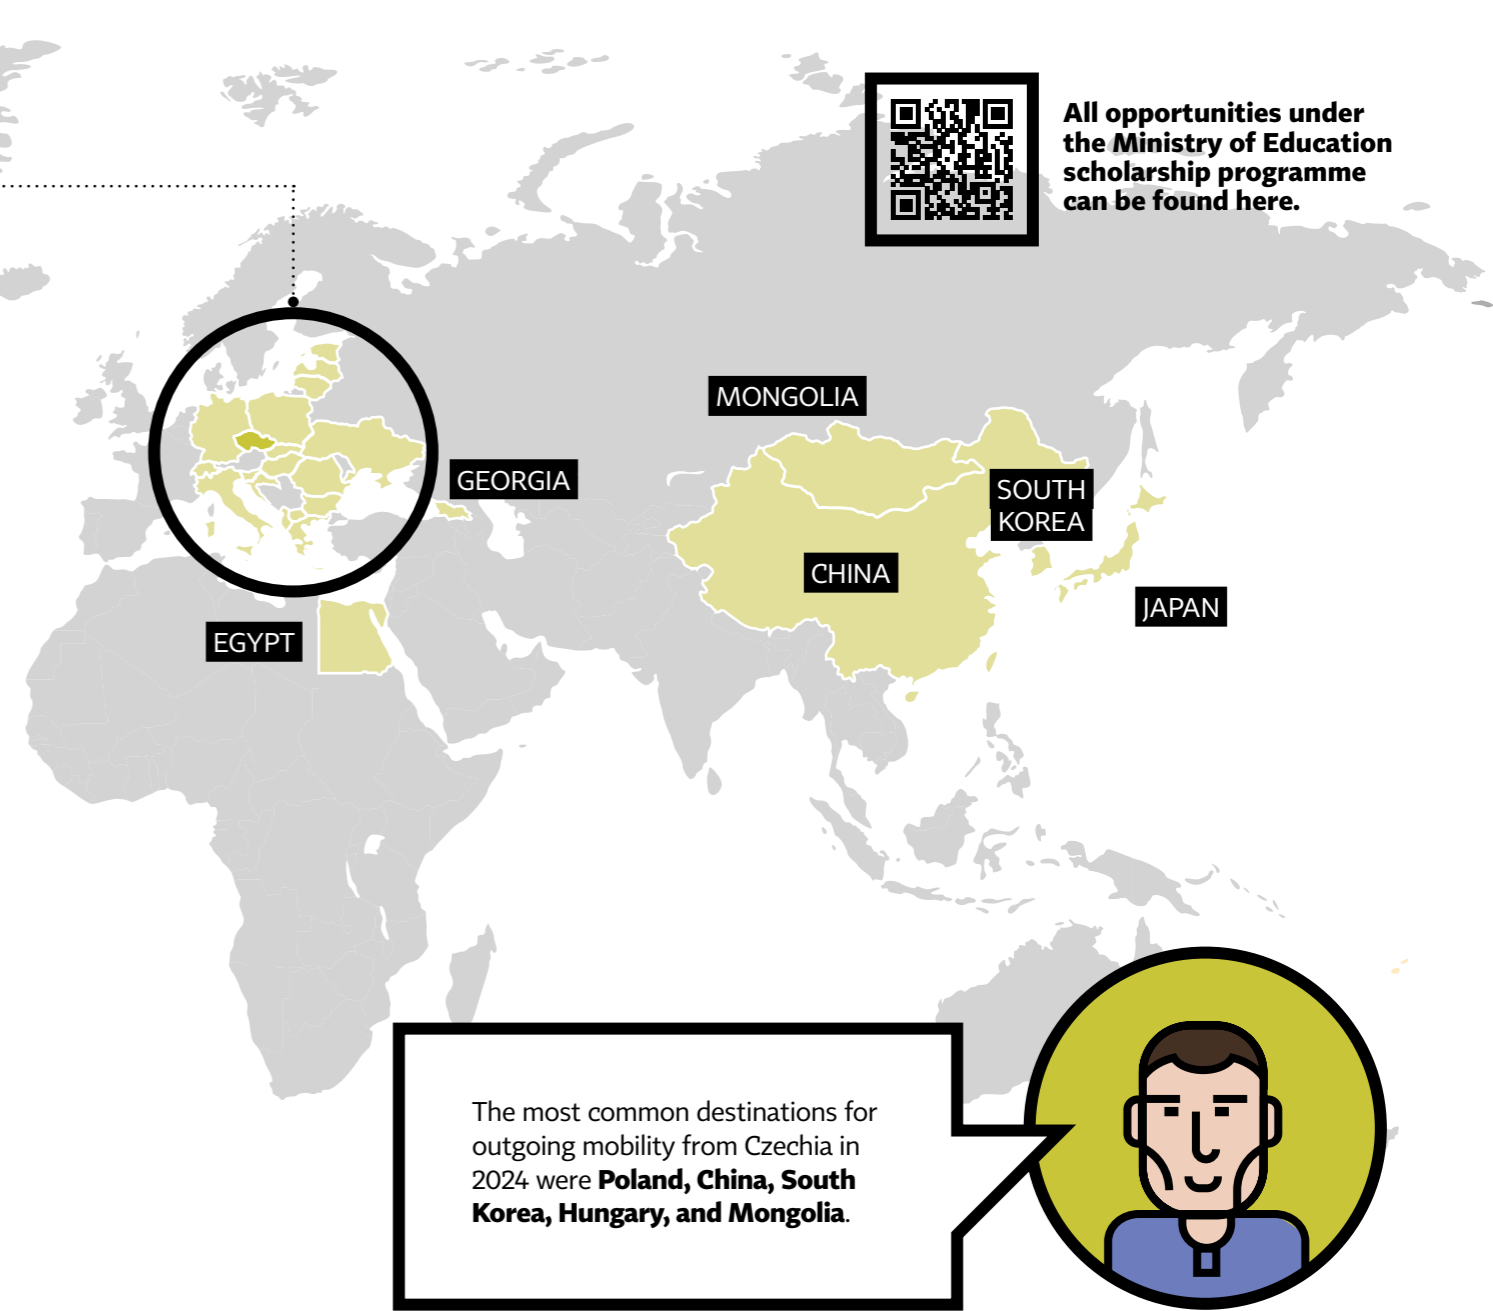 All opportunities under
the Ministry of Education
scholarship programme
can be found here.
MONGOLIA
GEORGIA
SOUTH
KOREA
CHINA
JAPAN
EGYPT
The most common destinations for
outgoing mobility from Czechia in
2024 were Poland, China, South
Korea, Hungary, and Mongolia.